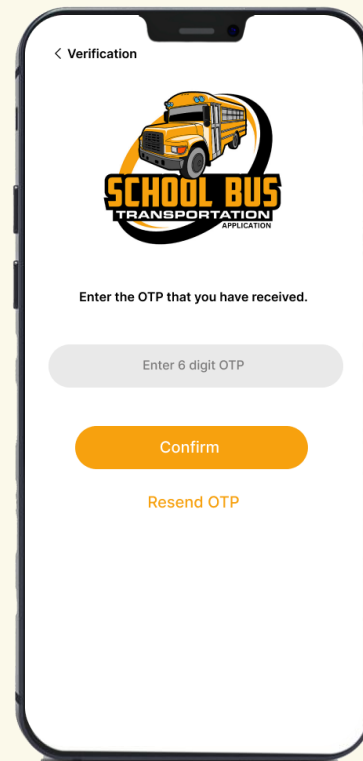 < Verification
SCHOOL BUS
TRANSPORTATION
APPLICATION
Enter the OTP that you have received.
Enter 6 digit OTP
Confirm
Resend OTP